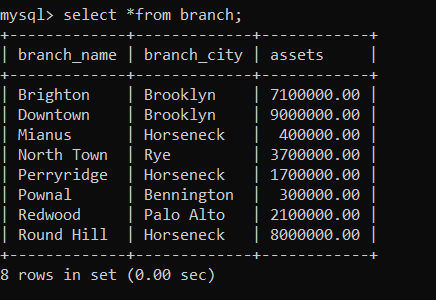 mysql> select *from branch;
+-------------+-------------+------------+
| branch_name | branch_city | assets     |
+-------------+-------------+------------+
| Brighton    | Brooklyn    | 7100000.00 |
| Downtown    | Brooklyn    | 9000000.00 |
| Mianus      | Horseneck   |  400000.00 |
| North Town  | Rye         | 3700000.00 |
| Perryridge  | Horseneck   | 1700000.00 |
| Pownal      | Bennington  |  300000.00 |
| Redwood     | Palo Alto   | 2100000.00 |
| Round Hill  | Horseneck   | 8000000.00 |
+-------------+-------------+------------+
8 rows in set (0.00 sec)